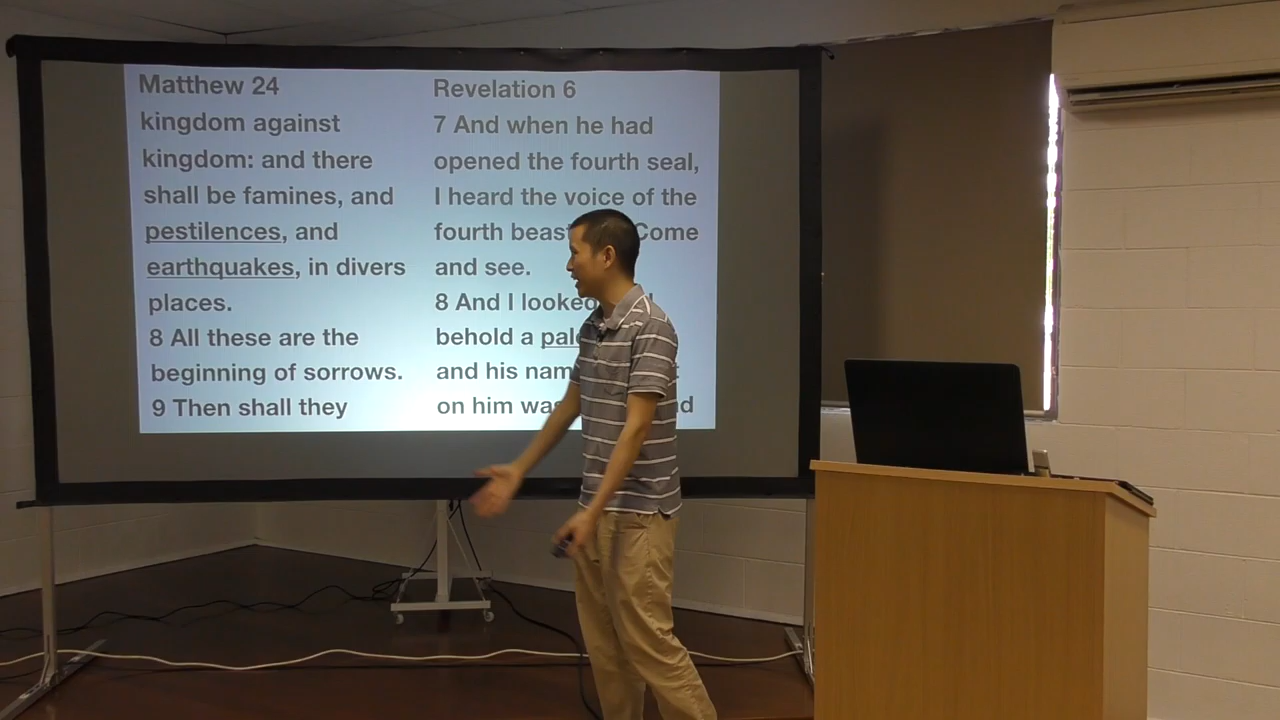 Matthew 24
kingdom against
kingdom: and there
shall be famines, and
pestilences, and
earthquakes, in divers
places.
8 All these are the
beginning of sorrows.
9 Then shall they
Revelation 6
7 And when he had
opened the fourth seal,
I heard the voice of the
fourth beast Come
and see.
8 And I looked
behold a pale
and his name
on him was